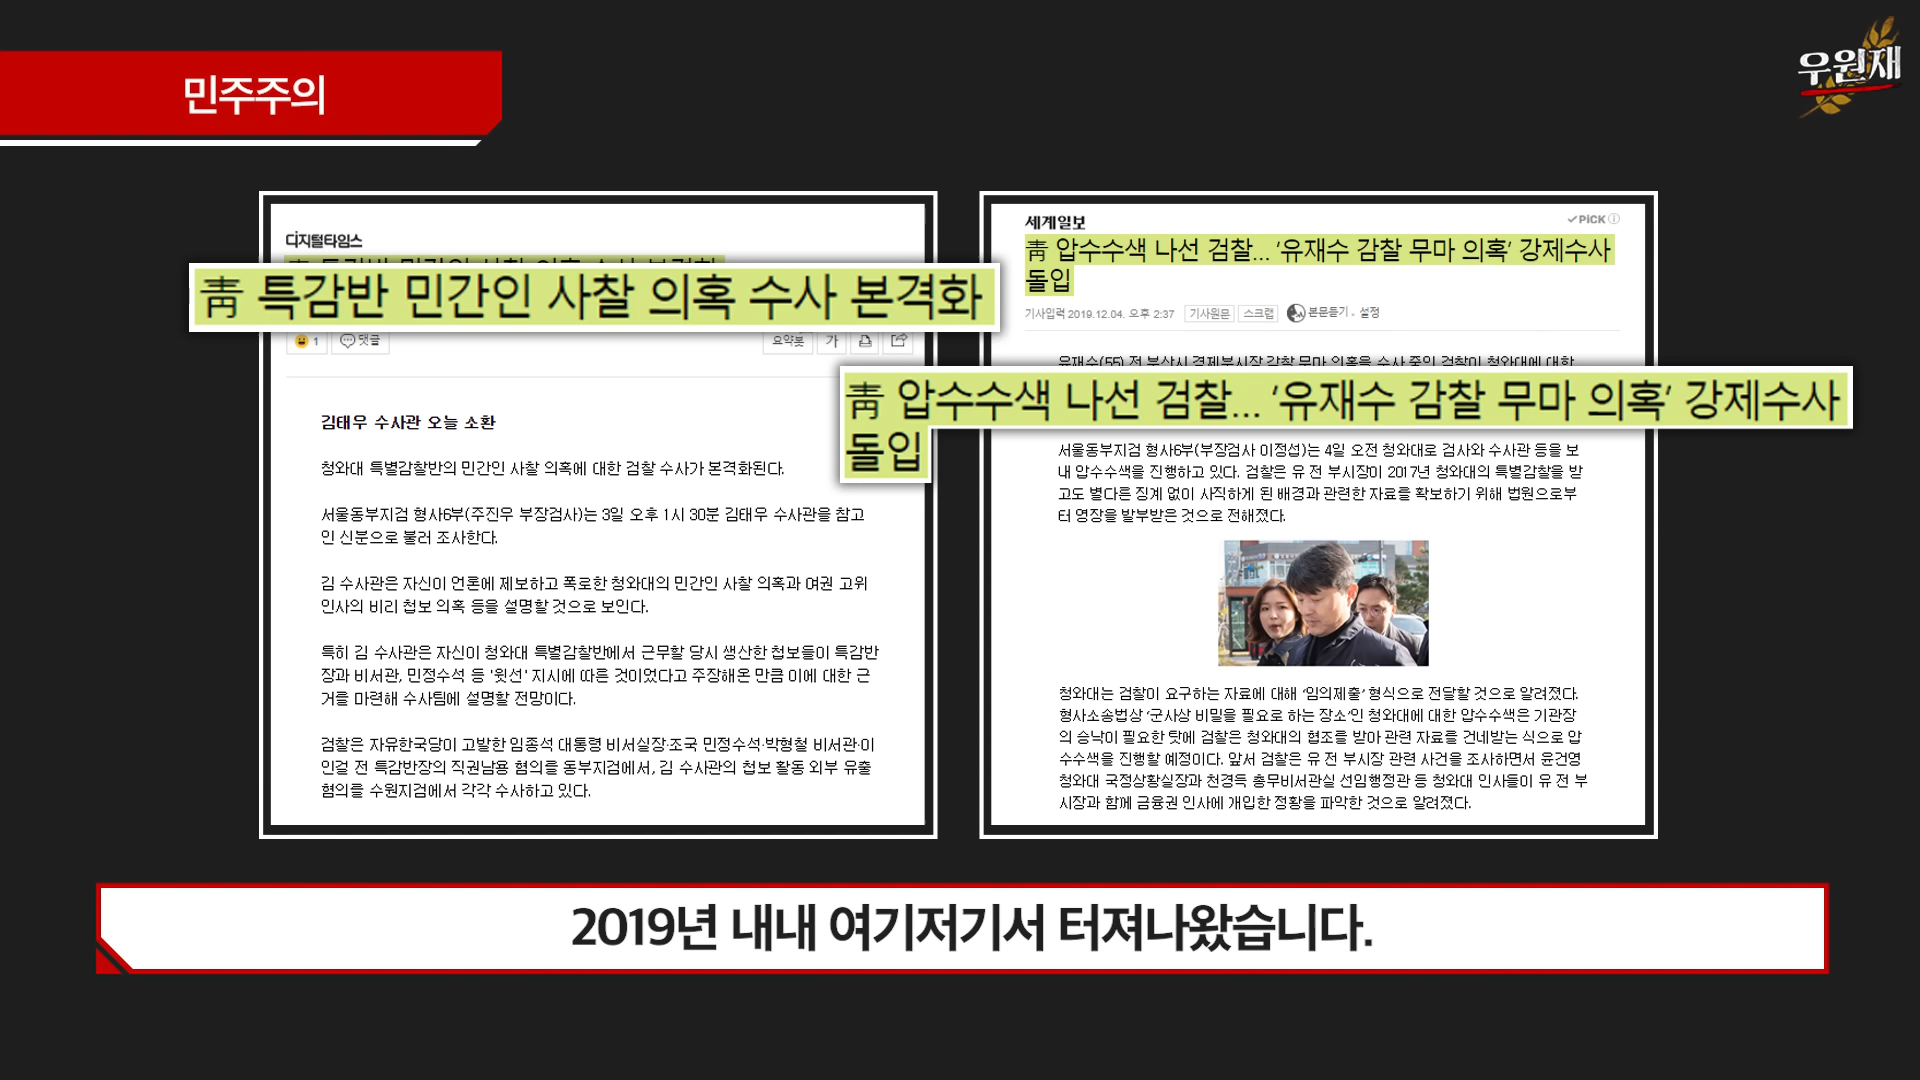 민주주의
우원재
디지털타임스
靑 특감반 민간인 사찰 의혹 수사 본격화
1
댓글
요약봇
가
김태우 수사관 오늘 소환
청와대 특별감찰반의 민간인 사찰 의혹에 대한 검찰 수사가 본격화된다.
서울동부지검 형사6부(주진우 부장검사)는 3일 오후 1시 30분 김태우 수사관을 참고
인 신분으로 불러 조사한다.
김 수사관은 자신이 언론에 제보하고 폭로한 청와대의 민간인 사찰 의혹과 여권 고위
인사의 비리 첩보 의혹 등을 설명할 것으로 보인다.
특히 김 수사관은 자신이 청와대 특별감찰반에서 근무할 당시 생산한 첩보들이 특감반
장과 비서관, 민정수석 등 '윗선' 지시에 따른 것이었다고 주장해온 만큼 이에 대한 근
거를 마련해 수사팀에 설명할 전망이다.
검찰은 자유한국당이 고발한 임종석 대통령 비서실장·조국 민정수석·박형철 비서관·이
인걸 전 특감반장의 직권남용 혐의를 동부지검에서, 김 수사관의 첩보 활동 외부 유출
혐의를 수원지검에서 각각 수사하고 있다.
세계일보
PiCK
靑 압수수색 나선 검찰... '유재수 감찰 무마 의혹' 강제수사
돌입
기사입력 2019.12.04. 오후 2:37
기사원문
스크랩
본문듣기 · 설정
유재수(55) 전 부산시 경제부시장 감찰 무마 의혹을 수사 중인 검찰이 청와대에 대한
靑 압수수색 나선 검찰... '유재수 감찰 무마 의혹' 강제수사
돌입
서울동부지검 형사6부(부장검사 이정섭)는 4일 오전 청와대로 검사와 수사관 등을 보
내 압수수색을 진행하고 있다. 검찰은 유 전 부시장이 2017년 청와대의 특별감찰을 받
고도 별다른 징계 없이 사직하게 된 배경과 관련한 자료를 확보하기 위해 법원으로부
터 영장을 발부받은 것으로 전해졌다.
청와대는 검찰이 요구하는 자료에 대해 '임의제출' 형식으로 전달할 것으로 알려졌다.
형사소송법상 '군사상 비밀을 필요로 하는 장소'인 청와대에 대한 압수수색은 기관장
의 승낙이 필요한 탓에 검찰은 청와대의 협조를 받아 관련 자료를 건네받는 식으로 압
수수색을 진행할 예정이다. 앞서 검찰은 유 전 부시장 관련 사건을 조사하면서 윤건영
청와대 국정상황실장과 천경득 총무비서관실 선임행정관 등 청와대 인사들이 유 전 부
시장과 함께 금융권 인사에 개입한 정황을 파악한 것으로 알려졌다.
2019년 내내 여기저기서 터져나왔습니다.